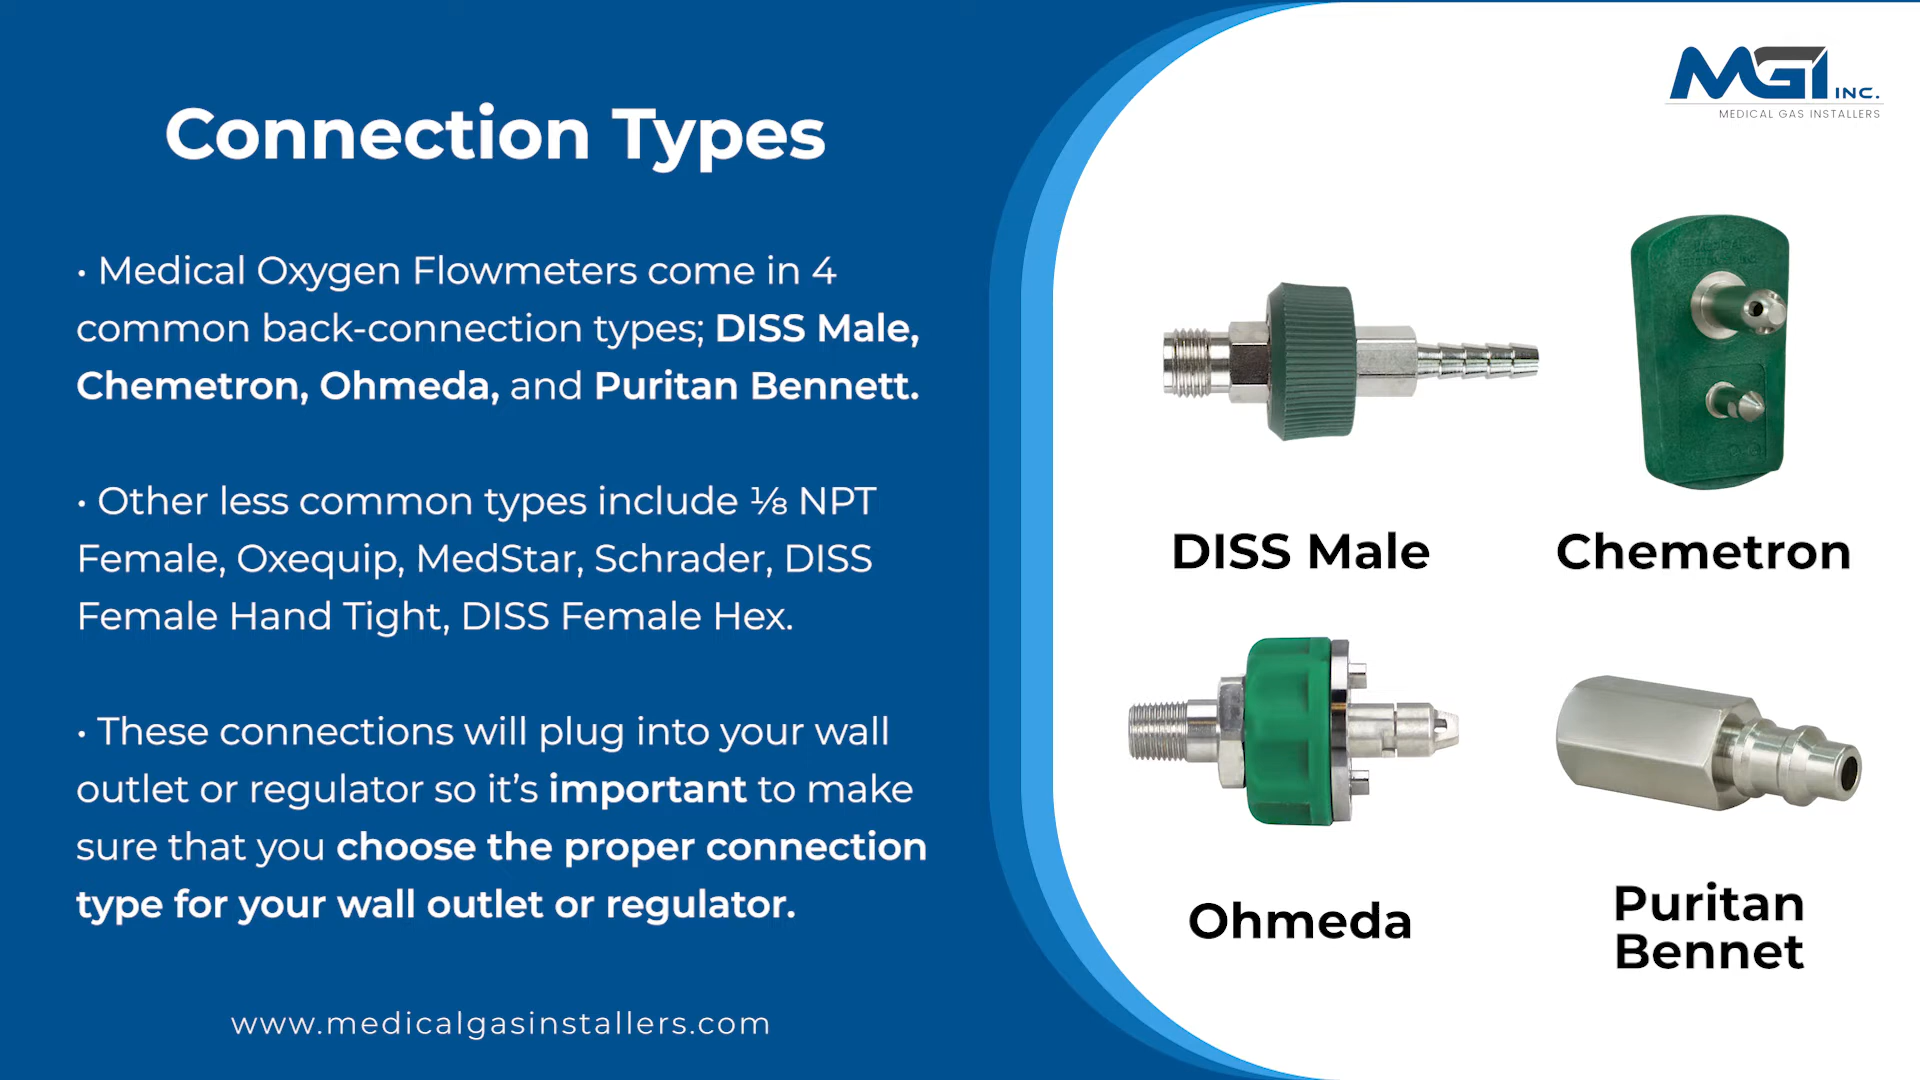 Connection Types
• Medical Oxygen Flowmeters come in 4
common back-connection types; DISS Male,
Chemetron, Ohmeda, and Puritan Bennett.
• Other less common types include ⅛ NPT
Female, Oxequip, MedStar, Schrader, DISS
Female Hand Tight, DISS Female Hex.
• These connections will plug into your wall
outlet or regulator so it’s important to make
sure that you choose the proper connection
type for your wall outlet or regulator.
www.medicalgasinstallers.com
MGI INC.
MEDICAL GAS INSTALLERS
DISS Male
Chemetron
Ohmeda
Puritan
Bennet